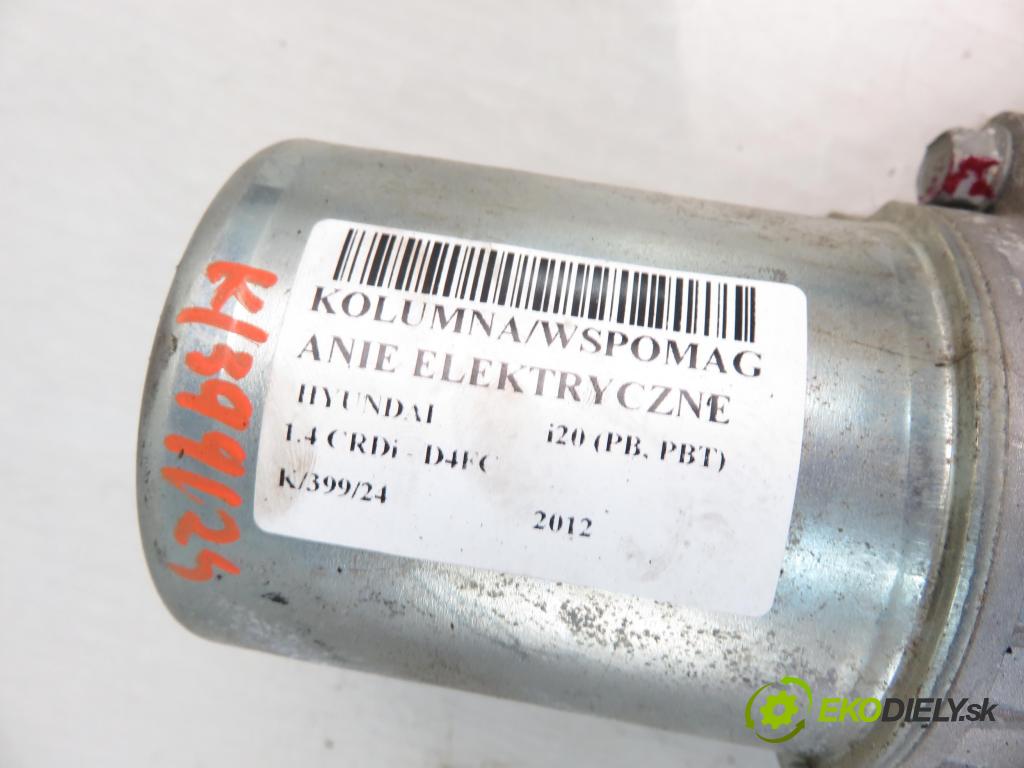 KOLUMNA/WSPOMAG
ANIE ELEKTRYCZNE
HYUNDAI i20 (PB, PBT)
1.4 CRDi - D4FC
K/399/24
2012
K/399/24
EKODIELY.sk